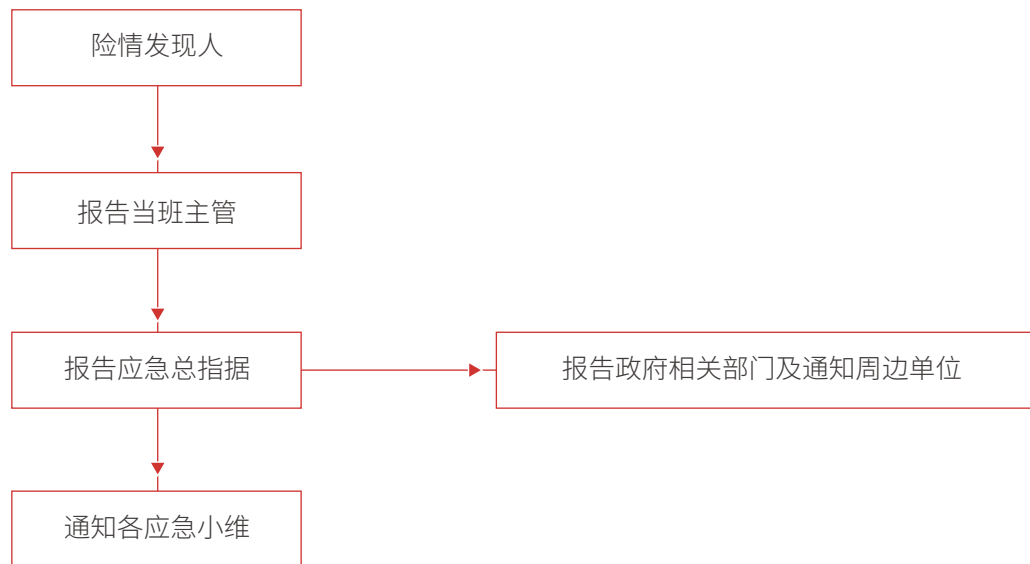 险情发现人
报告当班主管
报告应急总指据
报告政府相关部门及通知周边单位
通知各应急小维